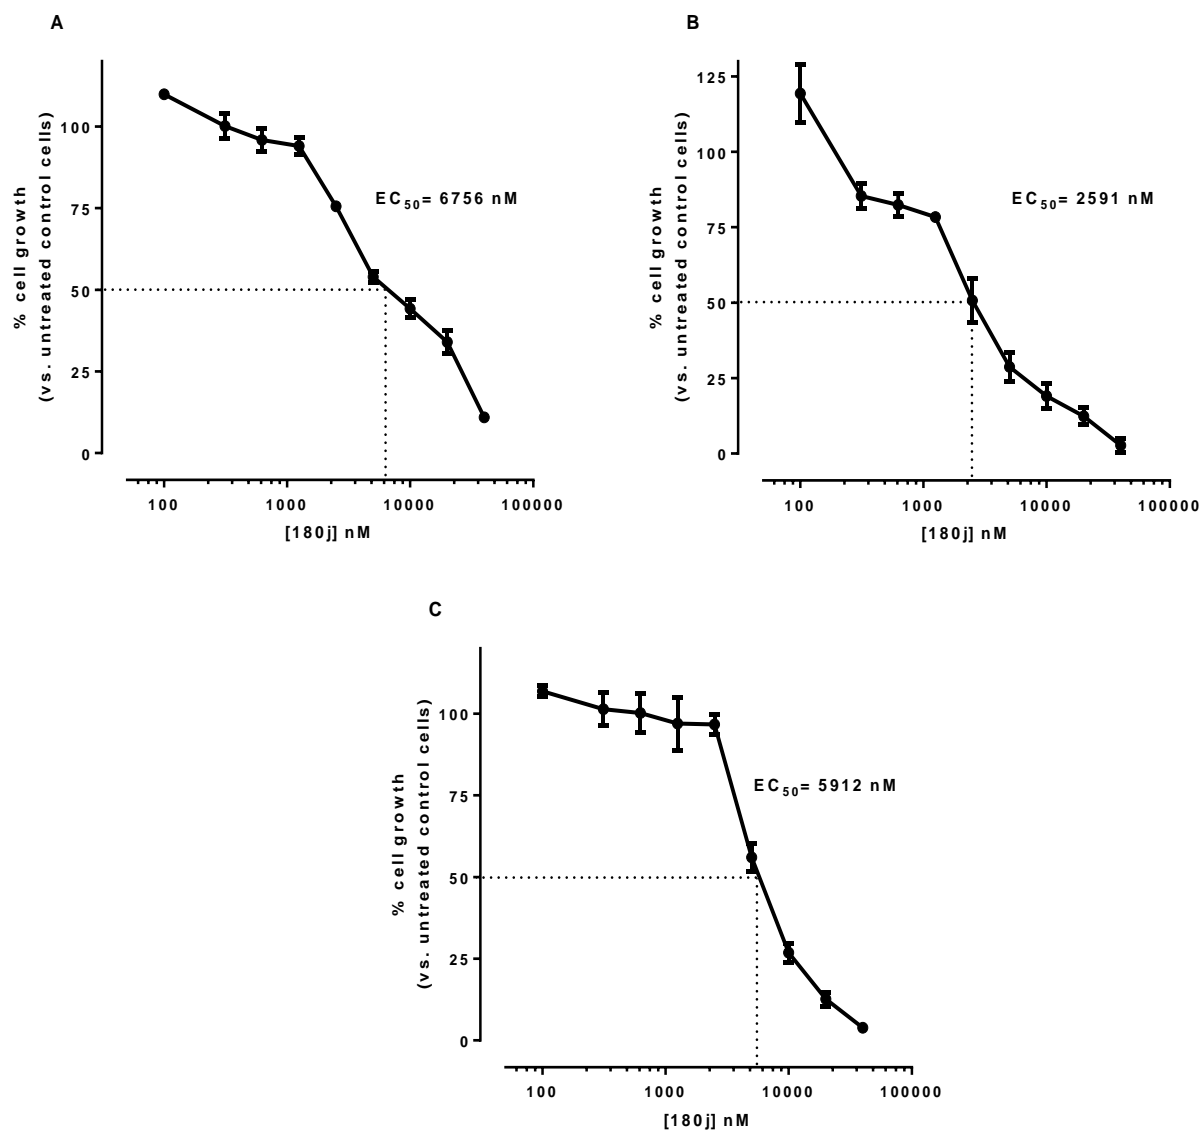 A
% cell growth
(vs. untreated control cells)
100
75
50
25
0
EC50= 6756 nM
100 1000 10000 100000
[180j] nM
B
% cell growth
(vs. untreated control cells)
125
100
75
50
25
0
EC50= 2591 nM
100 1000 10000 100000
[180j] nM
C
% cell growth
(vs. untreated control cells)
100
75
50
25
0
EC50= 5912 nM
100 1000 10000 100000
[180j] nM